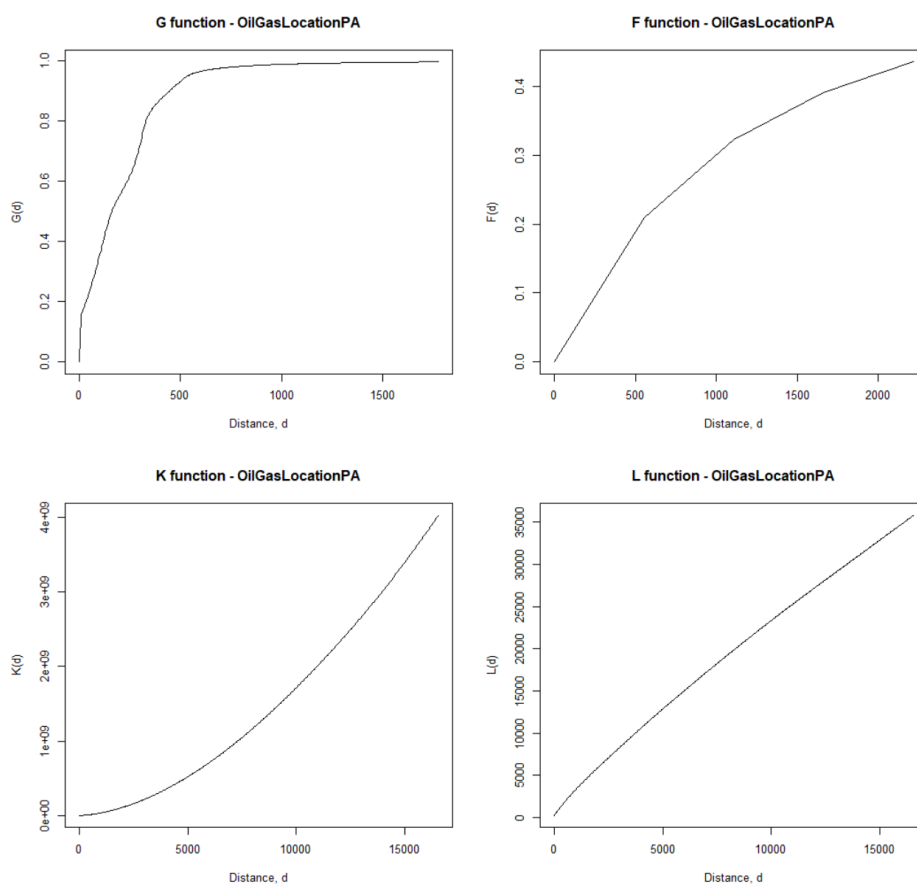 G function - OilGasLocationPA
G(d)
0.0 0.2 0.4 0.6 0.8 1.0
0 500 1000 1500
Distance, d
F function - OilGasLocationPA
F(d)
0.0 0.1 0.2 0.3 0.4
0 500 1000 1500 2000
Distance, d
K function - OilGasLocationPA
K(d)
0e+00 1e+09 2e+09 3e+09 4e+09
0 5000 10000 15000
Distance, d
L function - OilGasLocationPA
L(d)
0 5000 10000 15000 20000 25000 30000 35000
0 5000 10000 15000
Distance, d